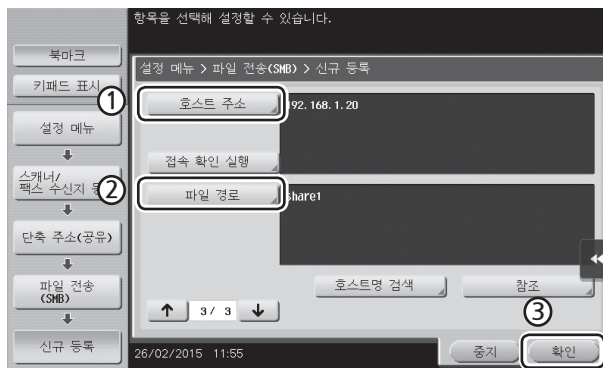 항목을 선택해 설정할 수 있습니다.
북마크
키패드 표시
설정 메뉴
스캐너/
팩스 수신지
단축 주소(공유)
파일 전송
(SMB)
신규 등록
설정 메뉴 > 파일 전송(SMB) > 신규 등록
① 호스트 주소
192.168.1.20
접속 확인 실행
② 파일 경로
share1
호스트명 검색
참조
↑ 3/ 3 ↓
③
26/02/2015 11:55
중지
확인